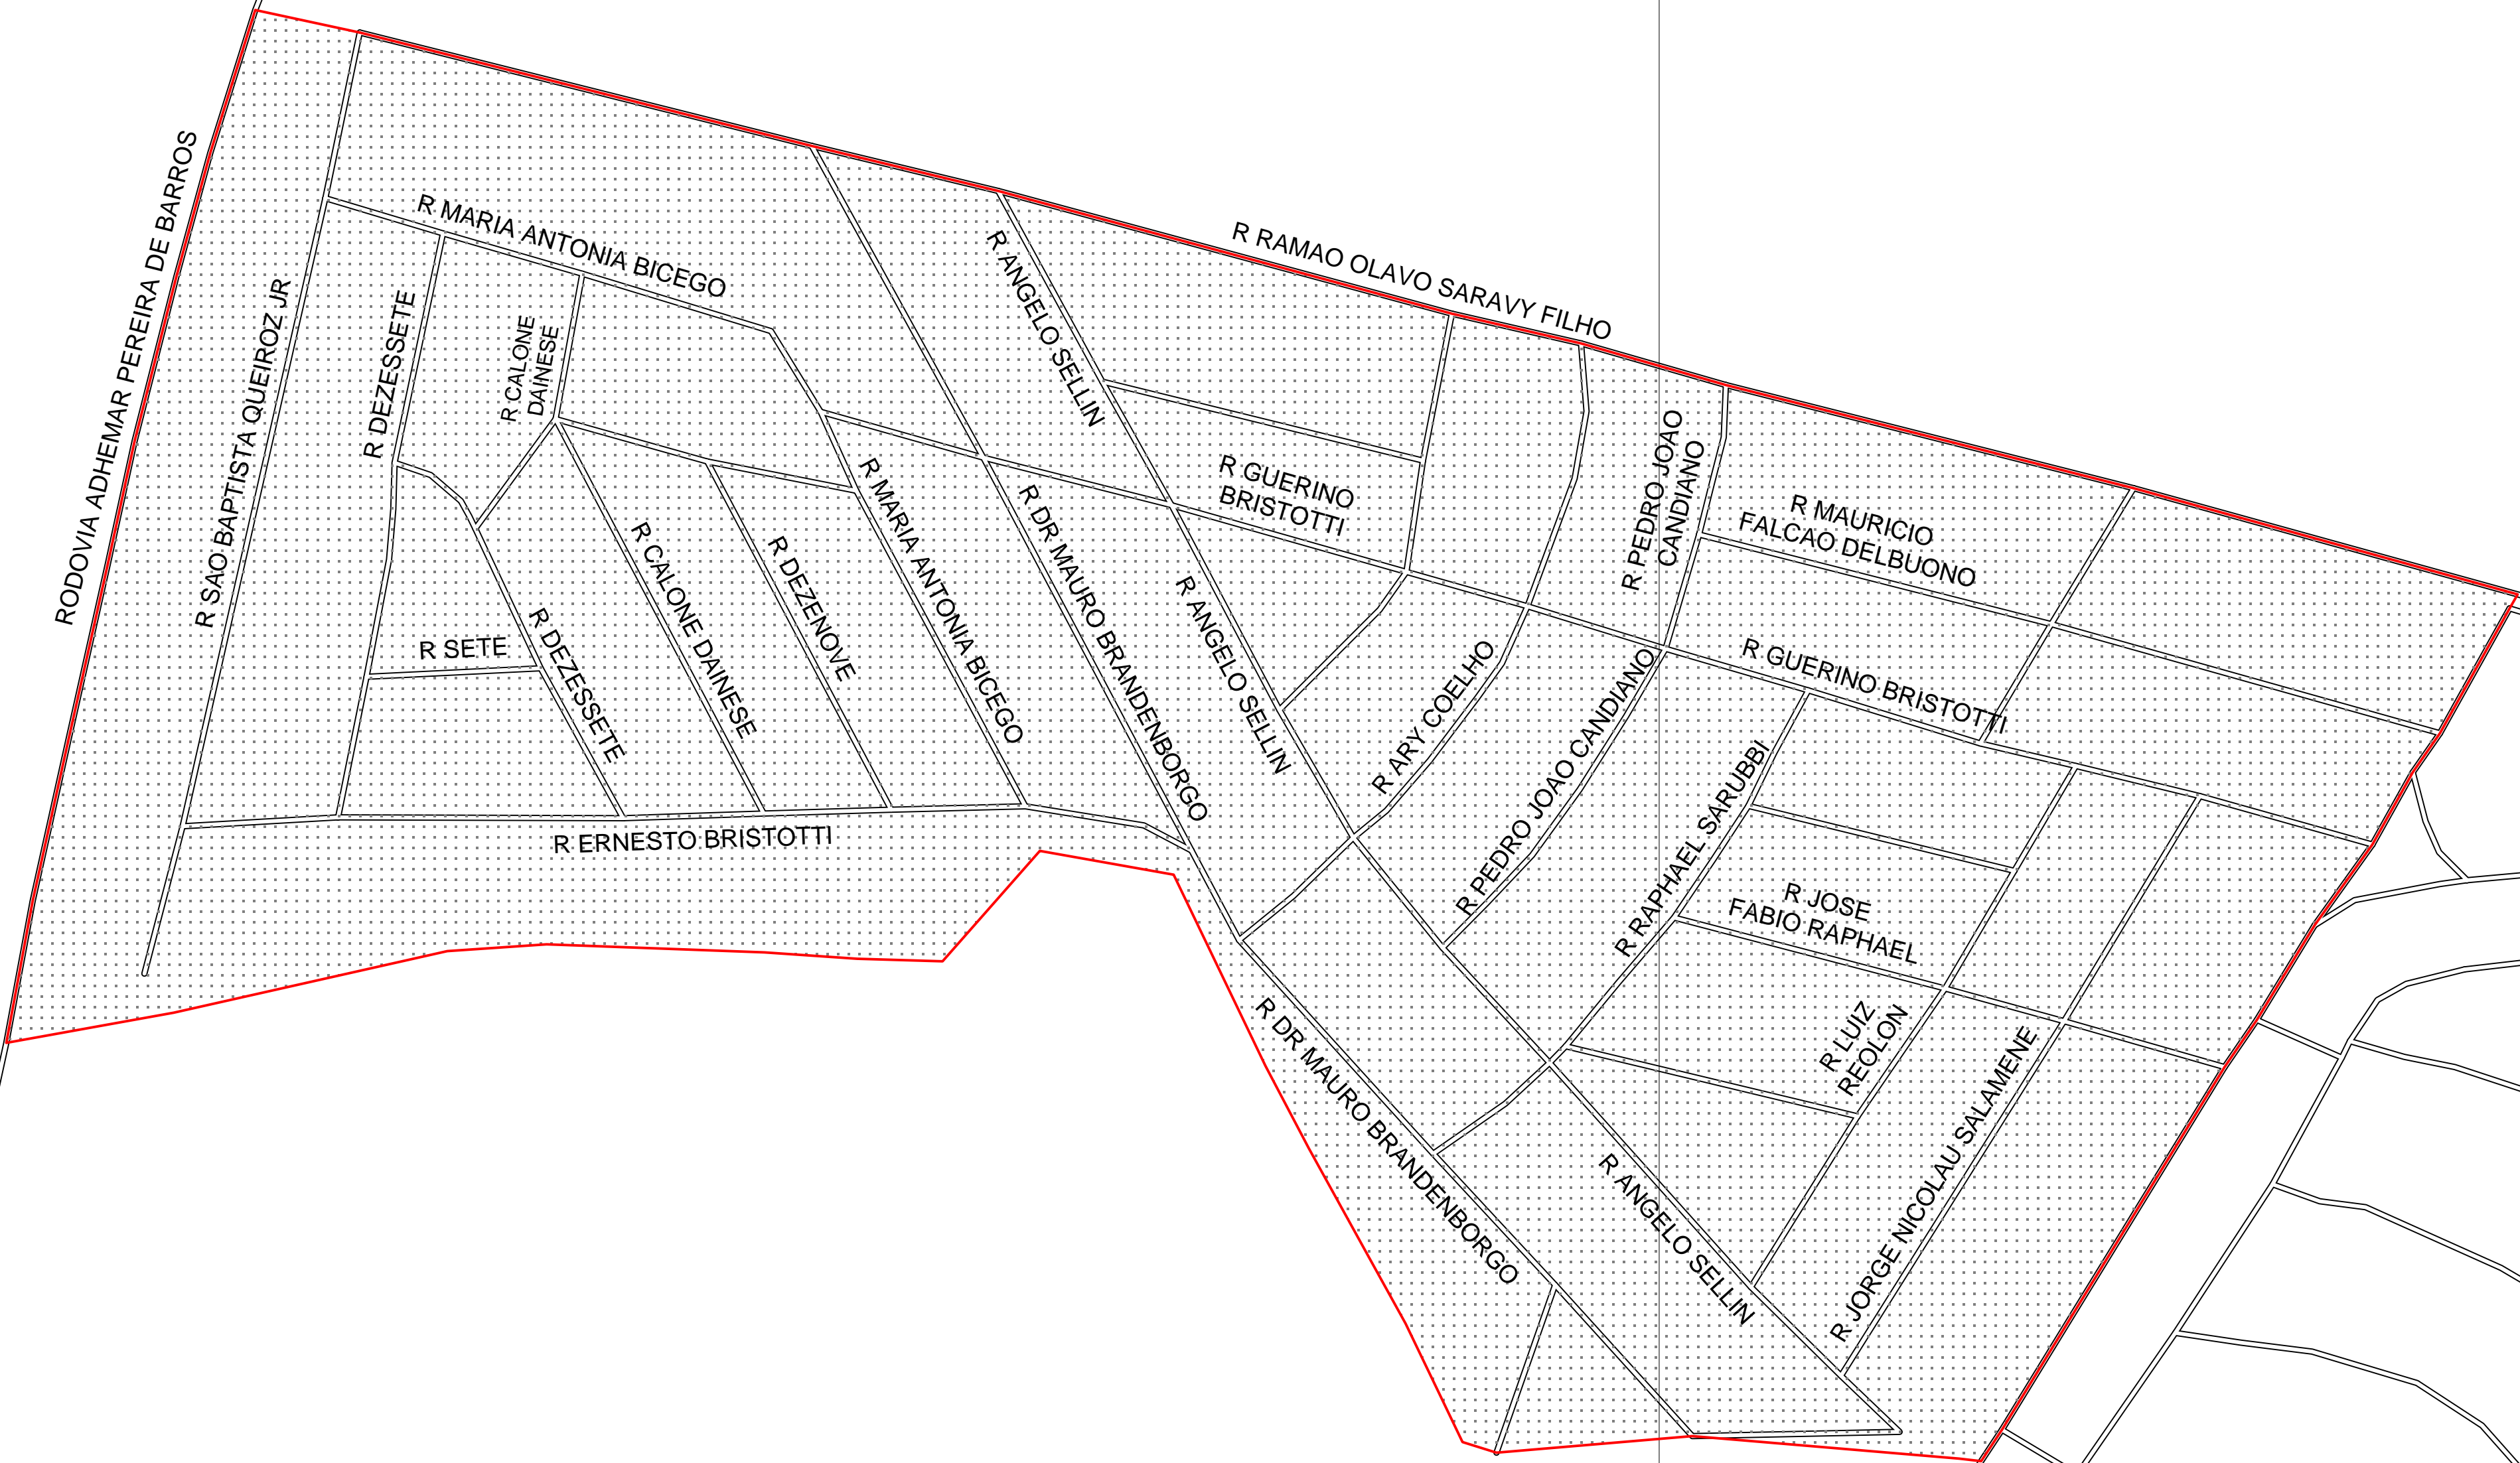 RODOVIA ADHEMAR PEREIRA DE BARROS
R SAO BAPTISTA QUEIROZ JR
R MARIA ANTONIA BICEGO
R DEZESSETE
R CALONE
DAINESE
R ANGELO SELLIN
R RAMAO OLAVO SARAVY FILHO
R GUERINO
BRISTOTTI
R PEDRO JOAO
CANDIANO
R MAURICIO
FALCAO DELBUONO
R SETE
R DEZESSETE
R CALONE DAINESE
R DEZENOVE
R MARIA ANTONIA BICEGO
R DR MAURO BRANDENBORGO
R ANGELO SELLIN
R ARY COELHO
R PEDRO JOAO CANDIANO
R GUERINO BRISTOTTI
R RAPHAEL SARUBBI
R ERNESTO BRISTOTTI
R JOSE
FABIO RAPHAEL
R LUIZ
REOLON
R DR MAURO BRANDENBORGO
R ANGELO SELLIN
R JORGE NICOLAU SALAMENE